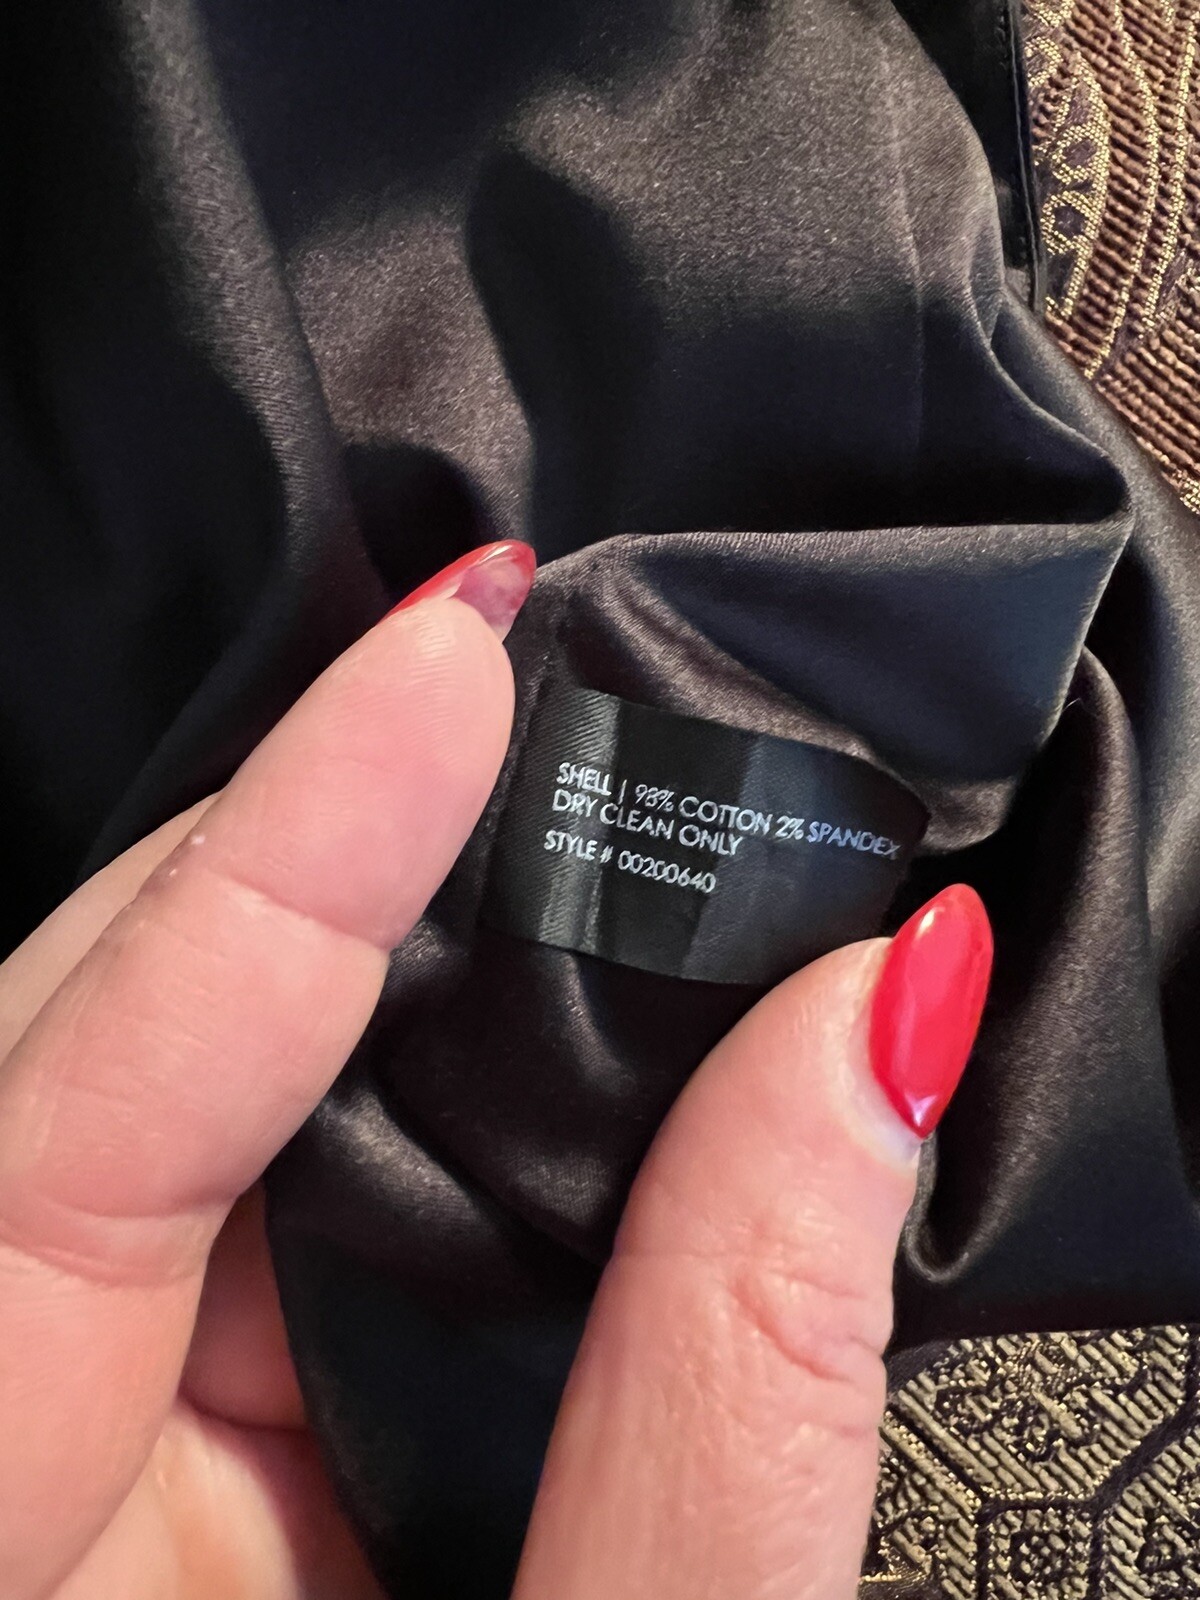 SHELL | 98% COTTON 2% SPANDEX
DRY CLEAN ONLY
STYLE # 00200640